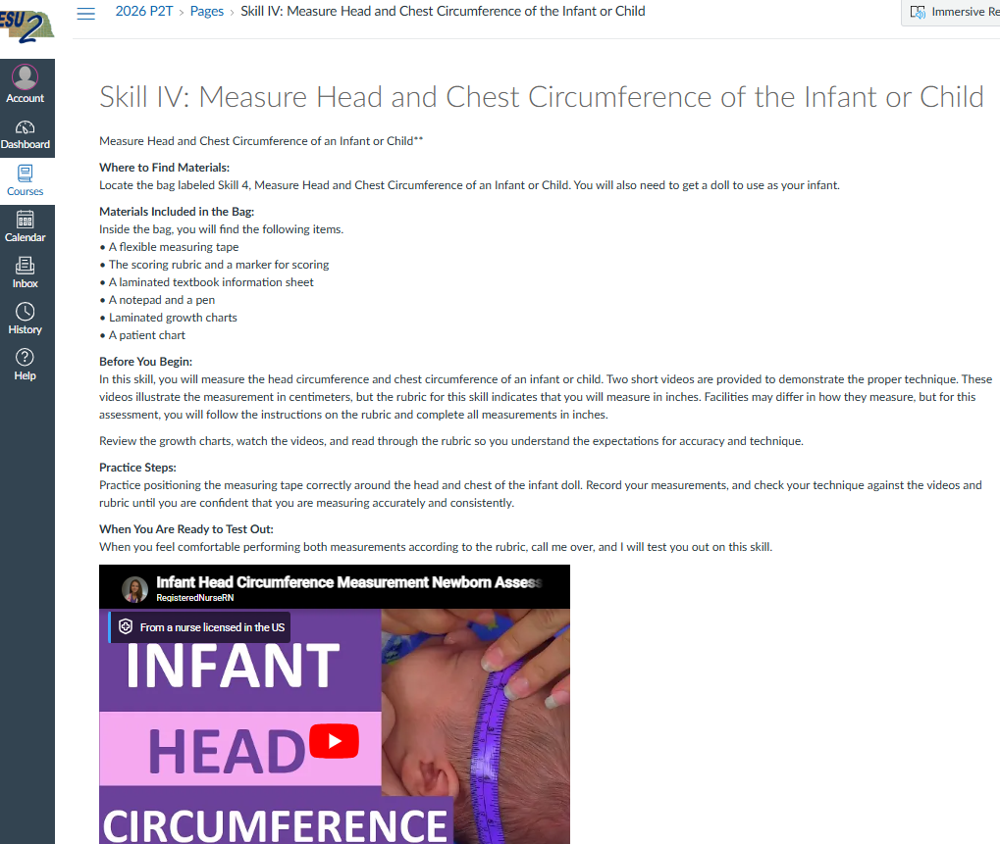 ESU
2
2026 P2T > Pages > Skill IV: Measure Head and Chest Circumference of the Infant or Child
Immersive Re
Account
Dashboard
Courses
Calendar
Inbox
History
Help
Skill IV: Measure Head and Chest Circumference of the Infant or Child
Measure Head and Chest Circumference of an Infant or Child**
Where to Find Materials:
Locate the bag labeled Skill 4, Measure Head and Chest Circumference of an Infant or Child. You will also need to get a doll to use as your infant.
Materials Included in the Bag:
Inside the bag, you will find the following items.
• A flexible measuring tape
• The scoring rubric and a marker for scoring
• A laminated textbook information sheet
• A notepad and a pen
• Laminated growth charts
• A patient chart
Before You Begin:
In this skill, you will measure the head circumference and chest circumference of an infant or child. Two short videos are provided to demonstrate the proper technique. These
videos illustrate the measurement in centimeters, but the rubric for this skill indicates that you will measure in inches. Facilities may differ in how they measure, but for this
assessment, you will follow the instructions on the rubric and complete all measurements in inches.
Review the growth charts, watch the videos, and read through the rubric so you understand the expectations for accuracy and technique.
Practice Steps:
Practice positioning the measuring tape correctly around the head and chest of the infant doll. Record your measurements, and check your technique against the videos and
rubric until you are confident that you are measuring accurately and consistently.
When You Are Ready to Test Out:
When you feel comfortable performing both measurements according to the rubric, call me over, and I will test you out on this skill.
Infant Head Circumference Measurement Newborn Assess
RegisteredNurseRN
From a nurse licensed in the US
INFANT
HEAD
CIRCUMFERENCE